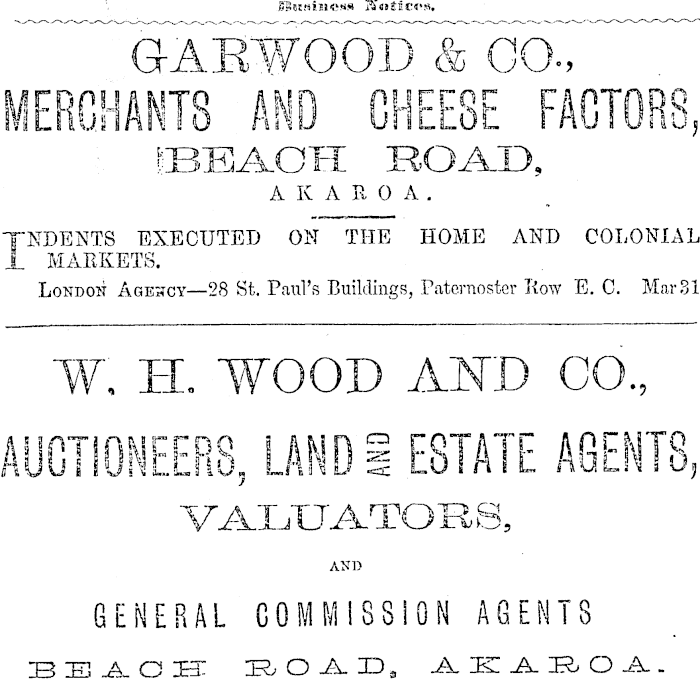 Business Notices.
GARWOOD & CO.,
MERCHANTS AND CHEESE FACTORS,
BEACH ROAD,
AKAROA.
INDENTS EXECUTED ON THE HOME AND COLONIAL
MARKETS.
LONDON AGENCY—28 St. Paul's Buildings, Paternoster Row E. C. Mar 31
W. H. WOOD AND CO.,
AUCTIONEERS, LAND AND ESTATE AGENTS,
VALUATORS,
AND
GENERAL COMMISSION AGENTS
BEACH ROAD, AKAROA.